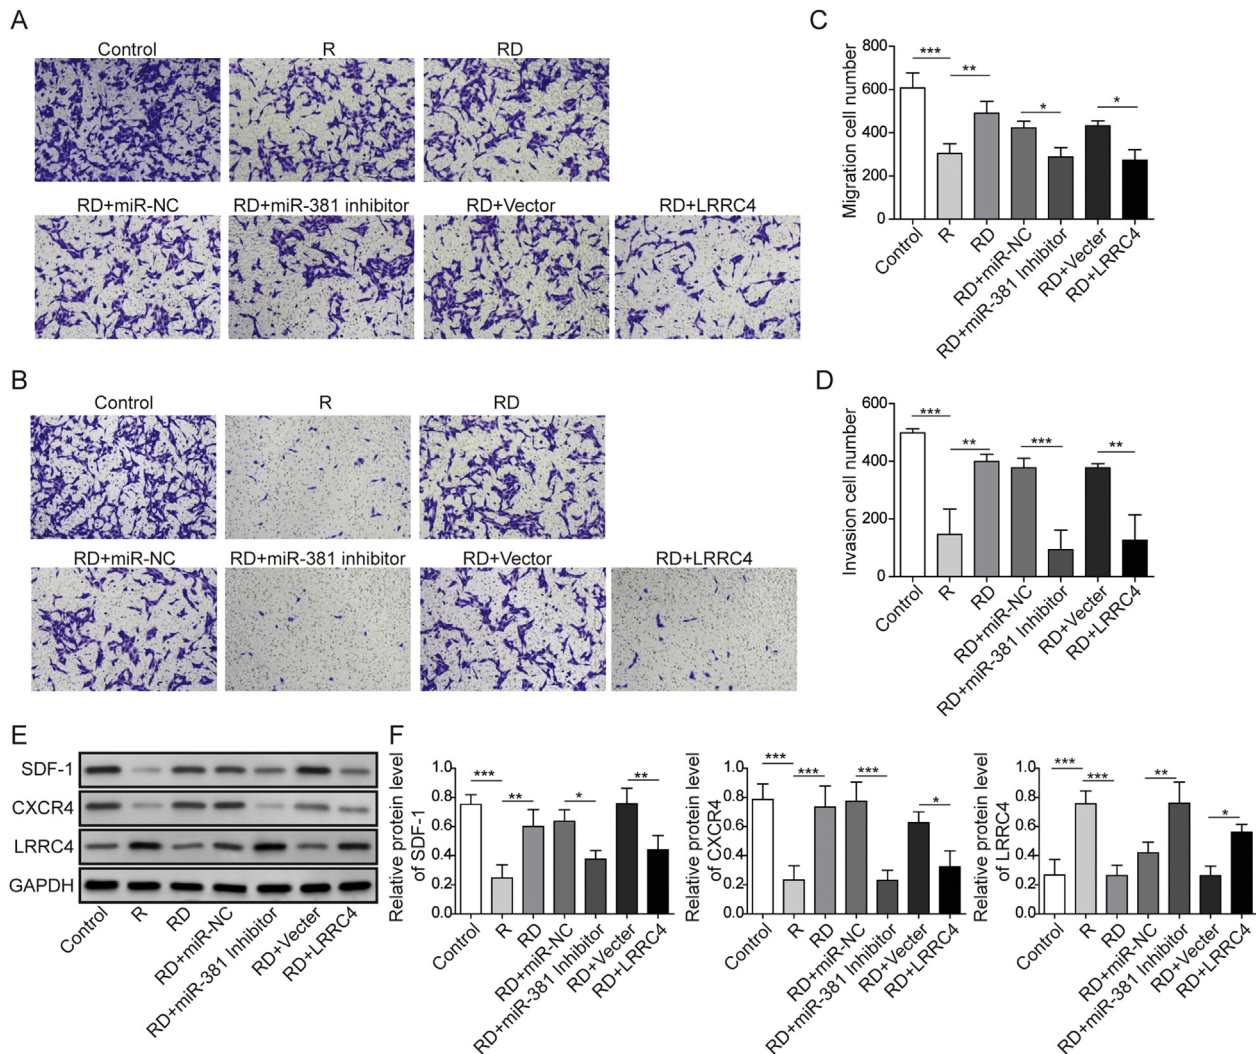 A
Control R RD
RD+miR-NC RD+miR-381 inhibitor RD+Vector RD+LRRC4
B
Control R RD
RD+miR-NC RD+miR-381 inhibitor RD+Vector RD+LRRC4
C
Migration cell number
800
600
400
200
0
*** ** * *
Control R RD RD+miR-NC RD+miR-381 Inhibitor RD+Vecter RD+LRRC4
D
Invasion cell number
600
400
200
0
*** ** *** **
Control R RD RD+miR-NC RD+miR-381 Inhibitor RD+Vecter RD+LRRC4
E
SDF-1
CXCR4
LRRC4
GAPDH
Control R RD RD+miR-NC RD+miR-381 Inhibitor RD+Vecter RD+LRRC4
F
Relative protein level
of SDF-1
1.0
0.8
0.6
0.4
0.2
0.0
*** ** * **
Control R RD RD+miR-NC RD+miR-381 Inhibitor RD+Vecter RD+LRRC4
Relative protein level
of CXCR4
1.0
0.8
0.6
0.4
0.2
0.0
*** *** *** *
Control R RD RD+miR-NC RD+miR-381 Inhibitor RD+Vecter RD+LRRC4
Relative protein level
of LRRC4
1.0
0.8
0.6
0.4
0.2
0.0
*** *** ** *
Control R RD RD+miR-NC RD+miR-381 Inhibitor RD+Vecter RD+LRRC4